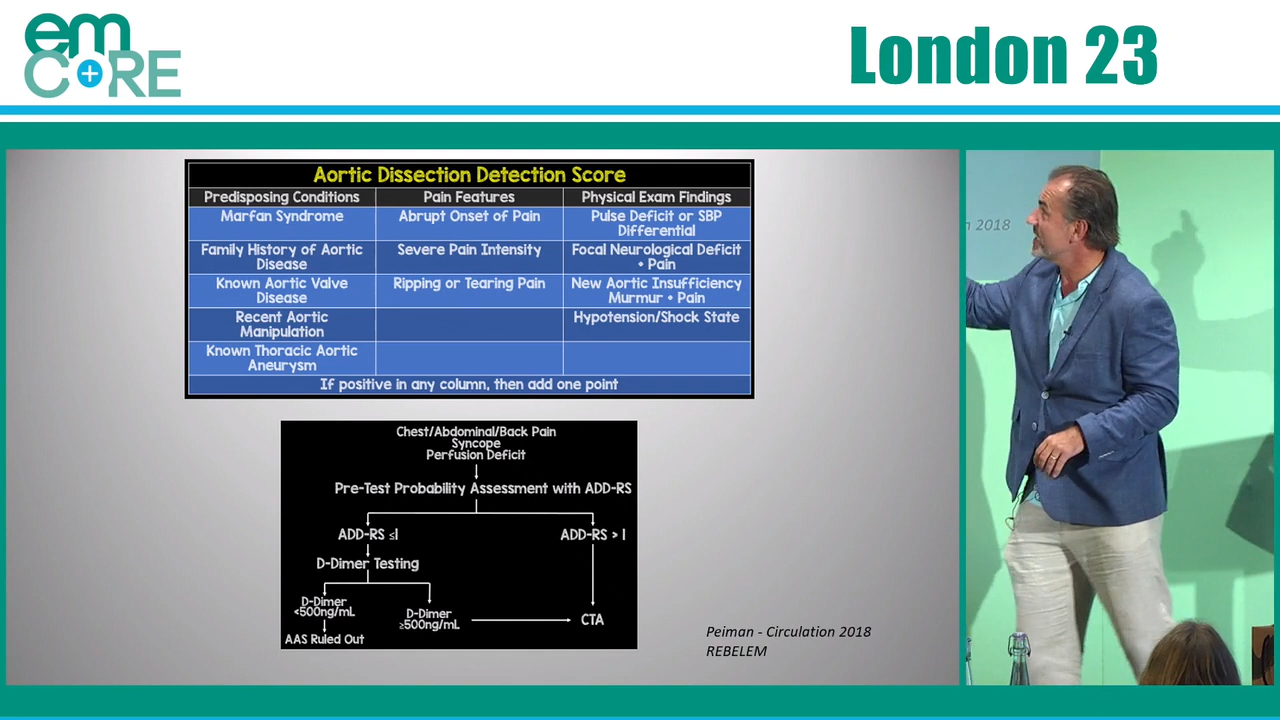 em
CORE
London 23
Aortic Dissection Detection Score
Predisposing Conditions
Pain Features
Physical Exam Findings
Marfan Syndrome
Abrupt Onset of Pain
Pulse Deficit or SBP
Differential
Family History of Aortic
Disease
Severe Pain Intensity
Focal Neurological Deficit
+ Pain
Known Aortic Valve
Disease
Ripping or Tearing Pain
New Aortic Insufficiency
Murmur + Pain
Recent Aortic
Manipulation
Hypotension/Shock State
Known Thoracic Aortic
Aneurysm
If positive in any column, then add one point
Chest/Abdominal/Back Pain
Syncope
Perfusion Deficit
Pre-Test Probability Assessment with ADD-RS
ADD-RS ≤1
ADD-RS > 1
D-Dimer Testing
D-Dimer
<500ng/mL
D-Dimer
≥500ng/mL
CTA
AAS Ruled Out
Peiman - Circulation 2018
REBELEM
n 2018